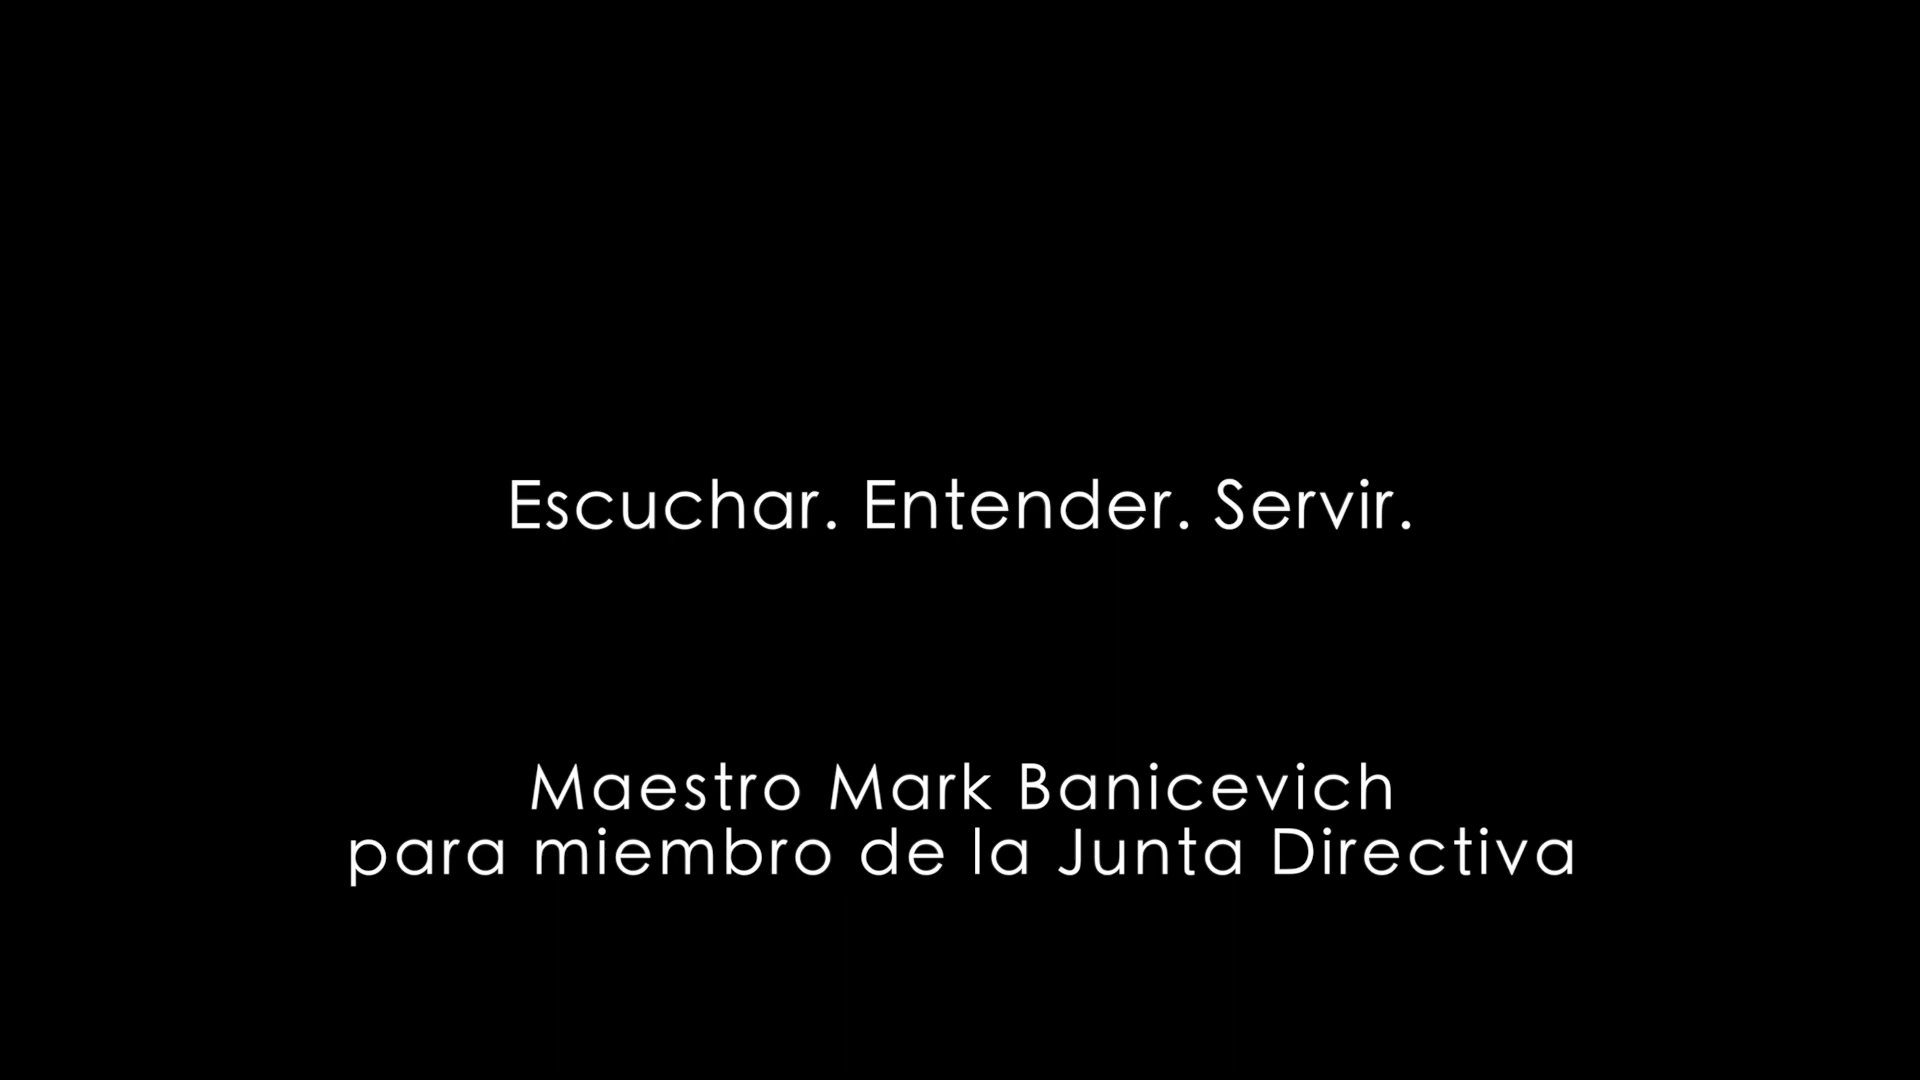 Escuchar. Entender. Servir.
Maestro Mark Banicevich
para miembro de la Junta Directiva